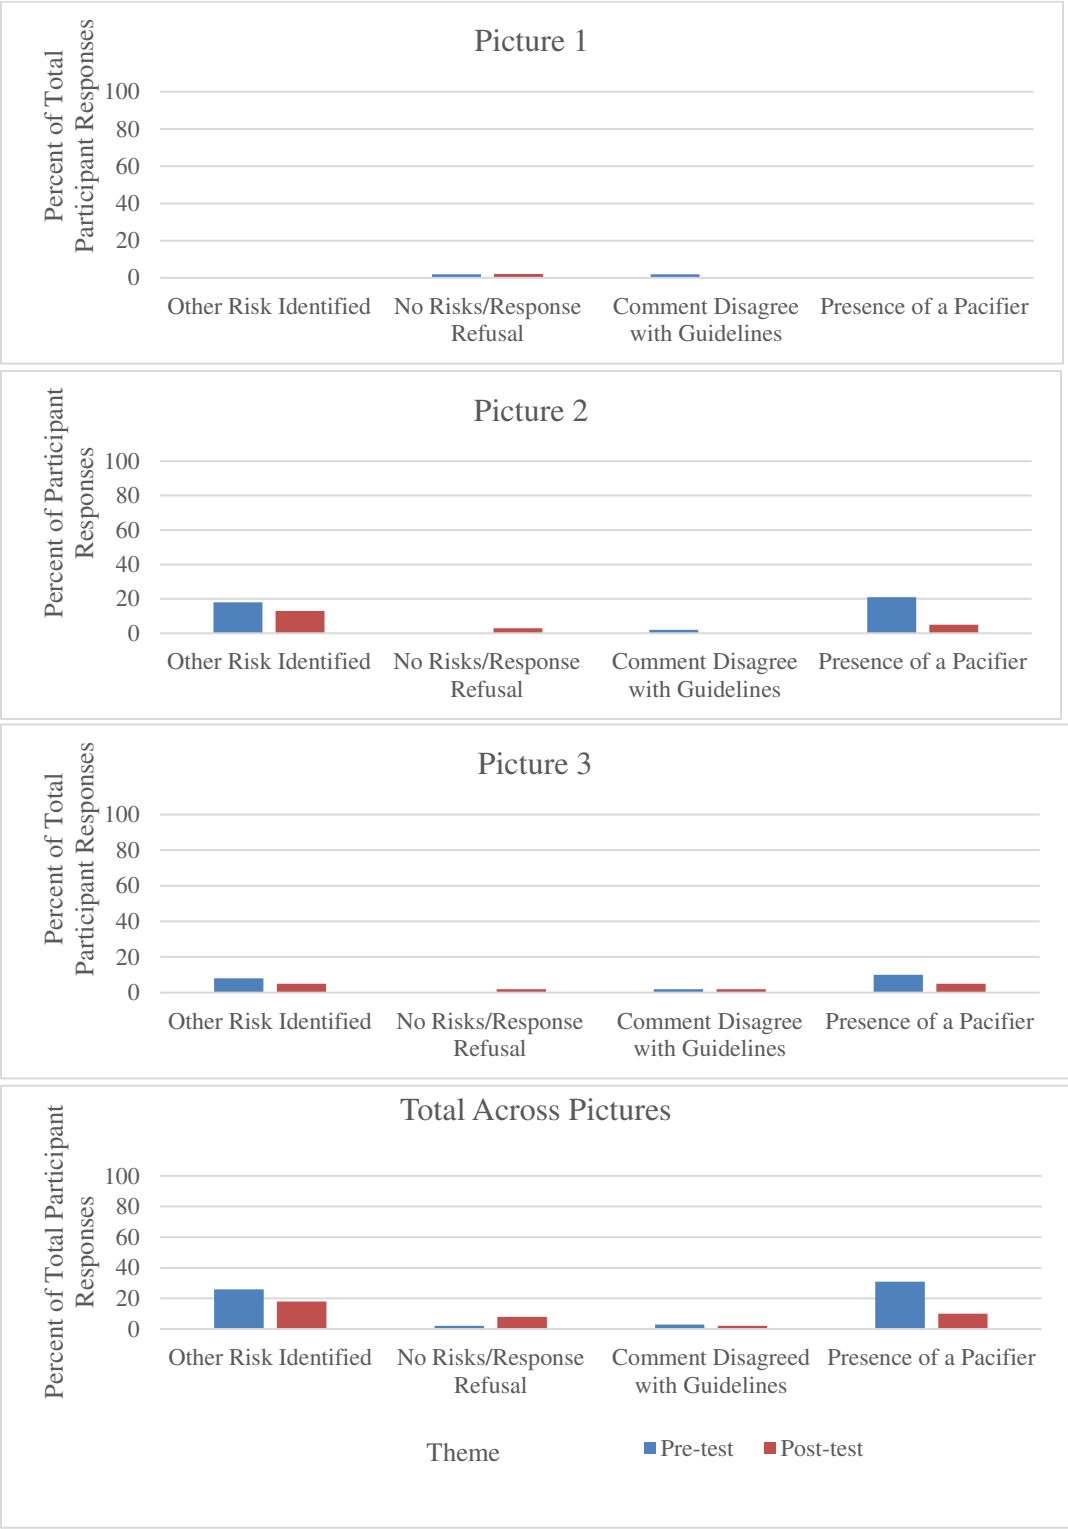 Picture 1
Percent of Total
Participant Responses
100
80
60
40
20
0
Other Risk Identified
No Risks/Response
Refusal
Comment Disagree
with Guidelines
Presence of a Pacifier
Picture 2
Percent of Participant
Responses
100
80
60
40
20
0
Other Risk Identified
No Risks/Response
Refusal
Comment Disagree
with Guidelines
Presence of a Pacifier
Picture 3
Percent of Total
Participant Responses
100
80
60
40
20
0
Other Risk Identified
No Risks/Response
Refusal
Comment Disagree
with Guidelines
Presence of a Pacifier
Total Across Pictures
Percent of Total Participant
Responses
100
80
60
40
20
0
Other Risk Identified
No Risks/Response
Refusal
Comment Disagreed
with Guidelines
Presence of a Pacifier
Theme
Pre-test
Post-test